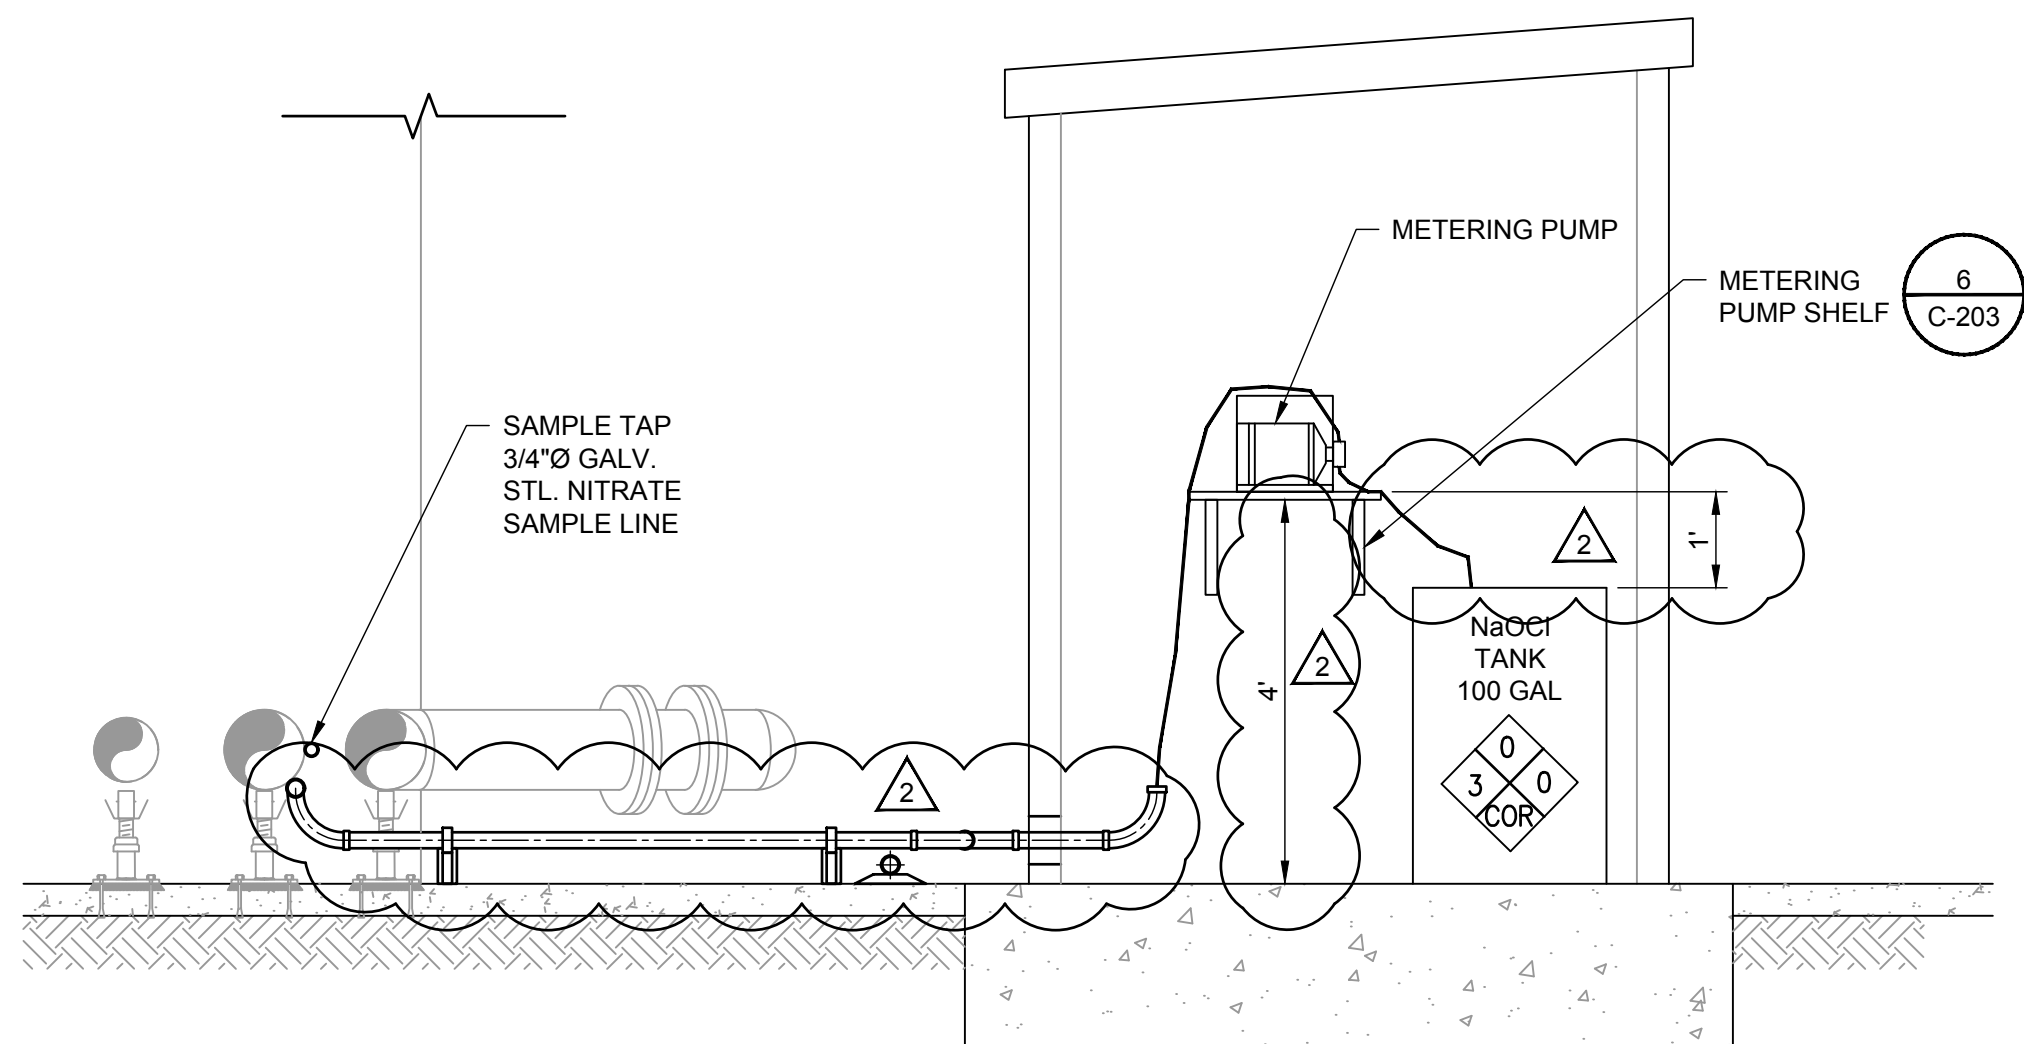 METERING PUMP
METERING
PUMP SHELF
6
C-203
SAMPLE TAP
3/4"Ø GALV.
STL. NITRATE
SAMPLE LINE
2
1'
2
4'
2
NaOCl
TANK
100 GAL
0
3
0
COR